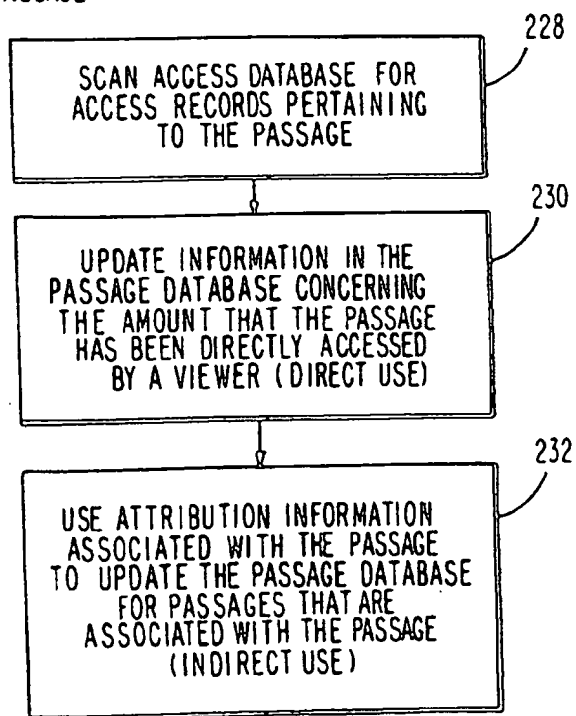 228
SCAN ACCESS DATABASE FOR
ACCESS RECORDS PERTAINING
TO THE PASSAGE
230
UPDATE INFORMATION IN THE
PASSAGE DATABASE CONCERNING
THE AMOUNT THAT THE PASSAGE
HAS BEEN DIRECTLY ACCESSED
BY A VIEWER (DIRECT USE)
232
USE ATTRIBUTION INFORMATION
ASSOCIATED WITH THE PASSAGE
TO UPDATE THE PASSAGE DATABASE
FOR PASSAGES THAT ARE
ASSOCIATED WITH THE PASSAGE
(INDIRECT USE)